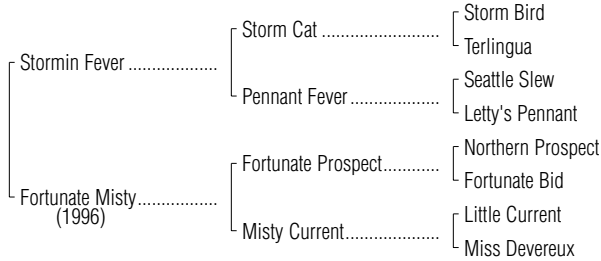 Storm Bird
Storm Cat ........................
Terlingua
Stormin Fever ..................
Seattle Slew
Pennant Fever ..................
Letty's Pennant
Northern Prospect
Fortunate Prospect...........
Fortunate Bid
Fortunate Misty................
(1996)
Little Current
Misty Current...................
Miss Devereux